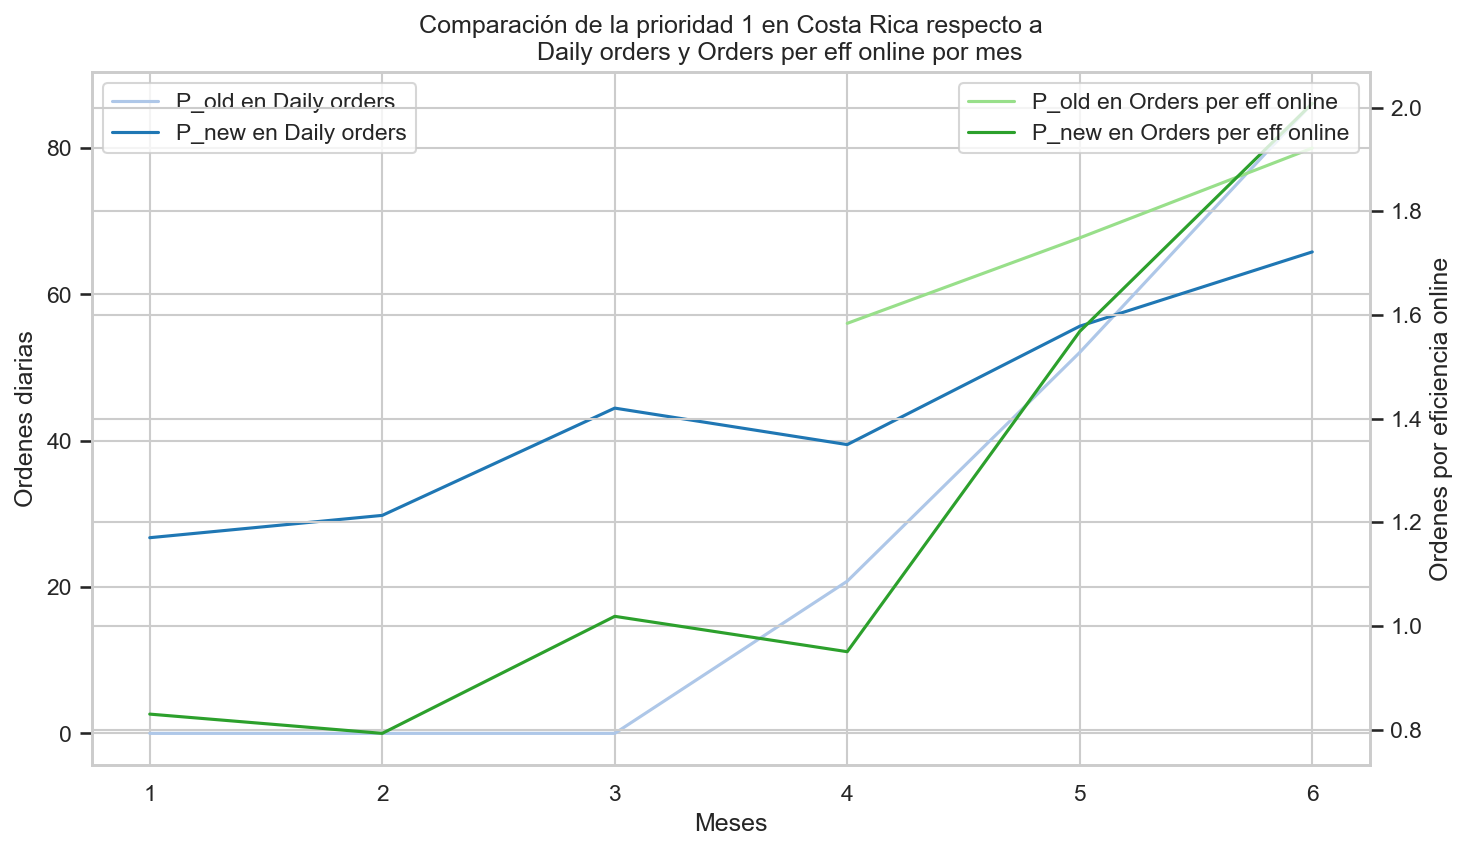 Comparación de la prioridad 1 en Costa Rica respecto a
Daily orders y Orders per eff online por mes
P_old en Daily orders
P_new en Daily orders
P_old en Orders per eff online
P_new en Orders per eff online
Ordenes diarias
80
60
40
20
0
2.0
1.8
1.6
1.4
1.2
1.0
0.8
Ordenes por eficiencia online
1 2 3 4 5 6
Meses